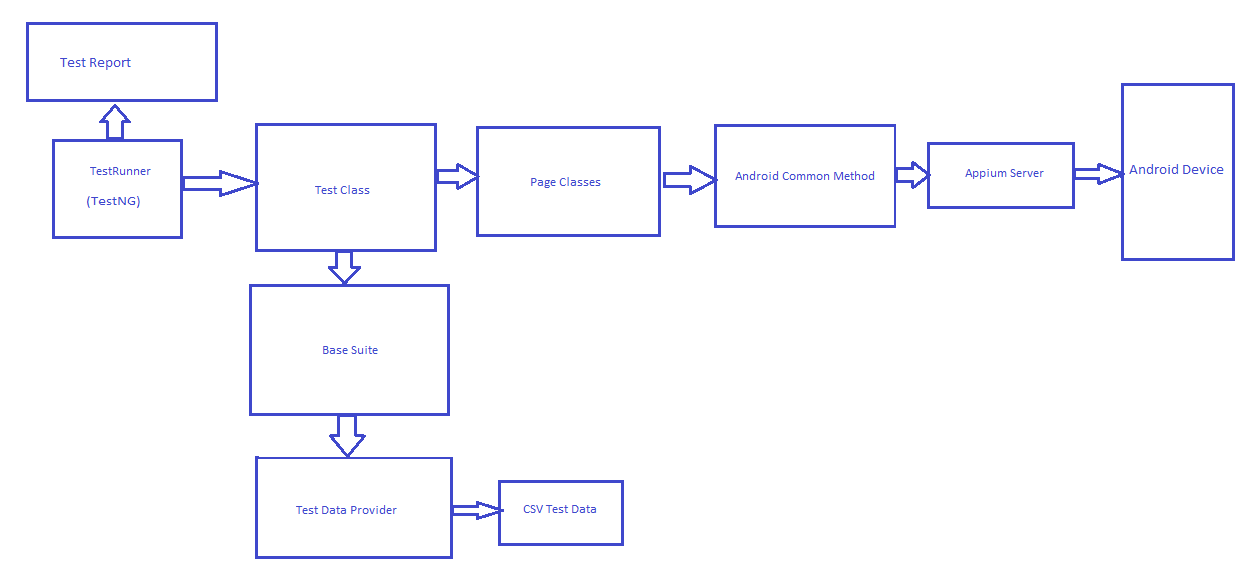 Test Report
TestRunner
(TestNG)
Test Class
Page Classes
Android Common Method
Appium Server
Android Device
Base Suite
Test Data Provider
CSV Test Data